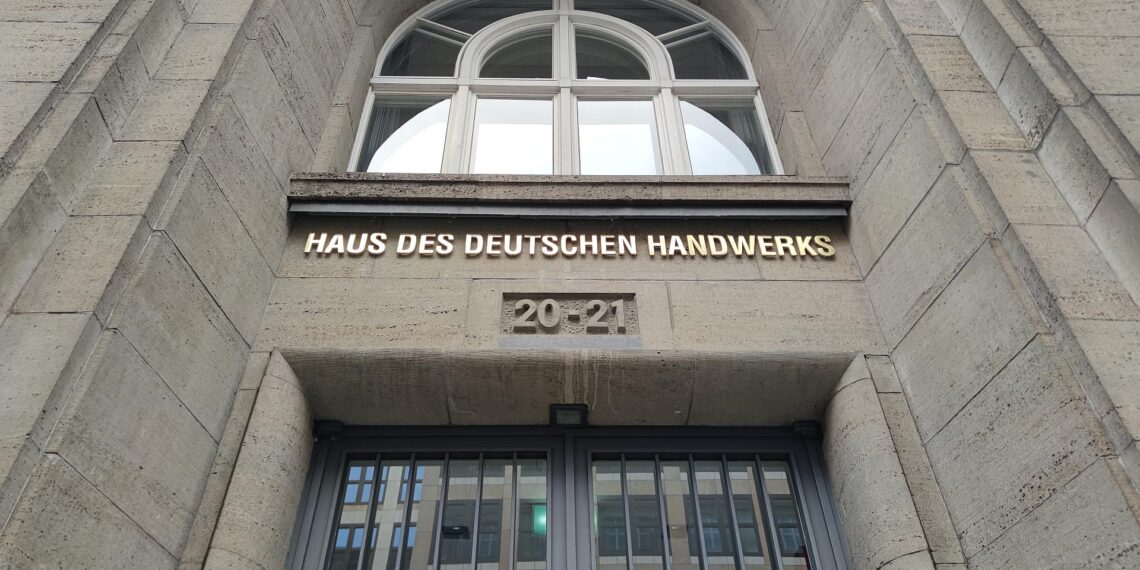 HAUS DES DEUTSCHEN HANDWERKS
20-21